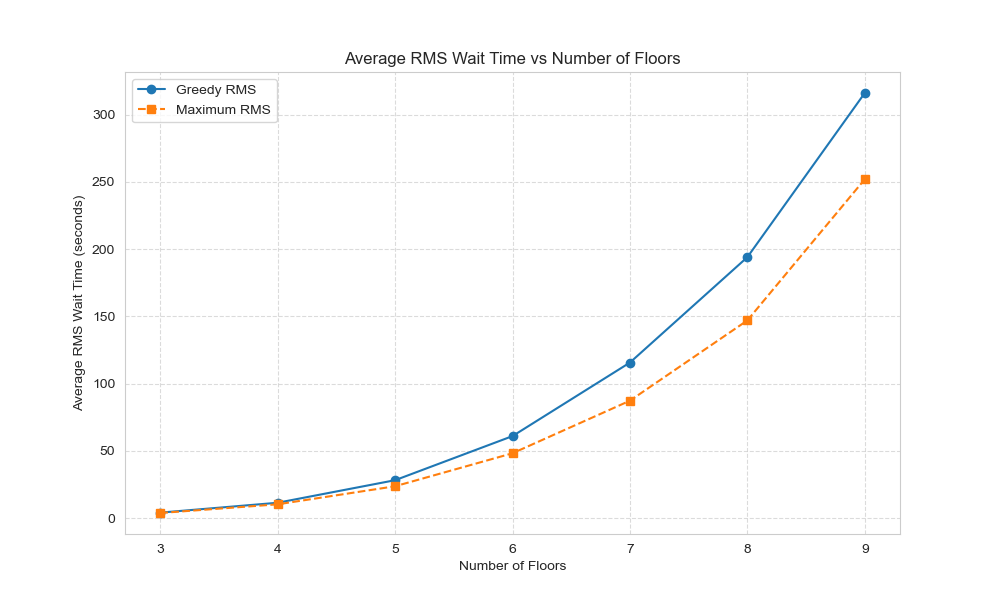 Average RMS Wait Time vs Number of Floors
Greedy RMS
Maximum RMS
Average RMS Wait Time (seconds)
300
250
200
150
100
50
0
3 4 5 6 7 8 9
Number of Floors